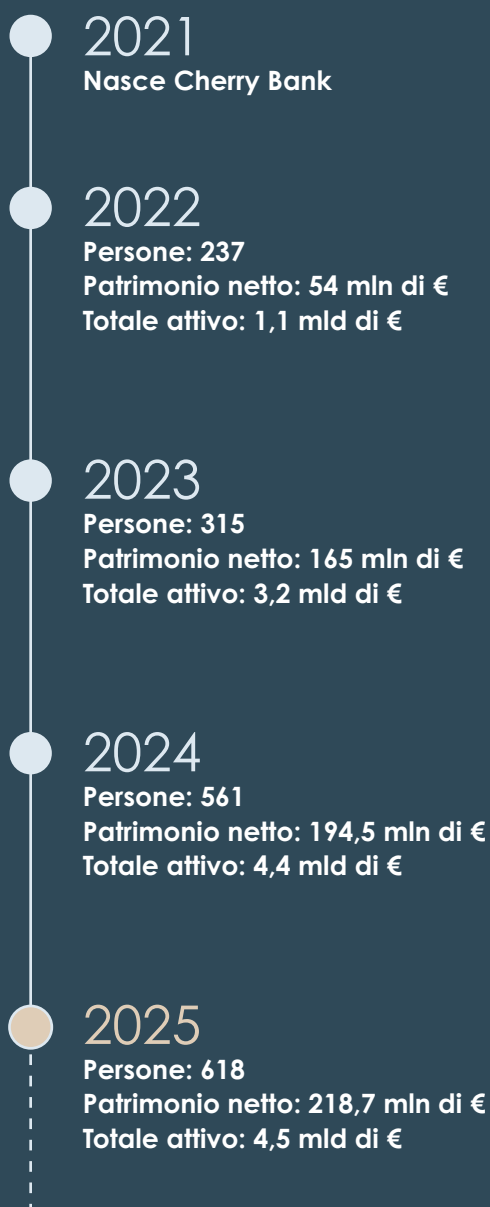 2021
Nasce Cherry Bank
2022
Persone: 237
Patrimonio netto: 54 mln di €
Totale attivo: 1,1 mld di €
2023
Persone: 315
Patrimonio netto: 165 mln di €
Totale attivo: 3,2 mld di €
2024
Persone: 561
Patrimonio netto: 194,5 mln di €
Totale attivo: 4,4 mld di €
2025
Persone: 618
Patrimonio netto: 218,7 mln di €
Totale attivo: 4,5 mld di €